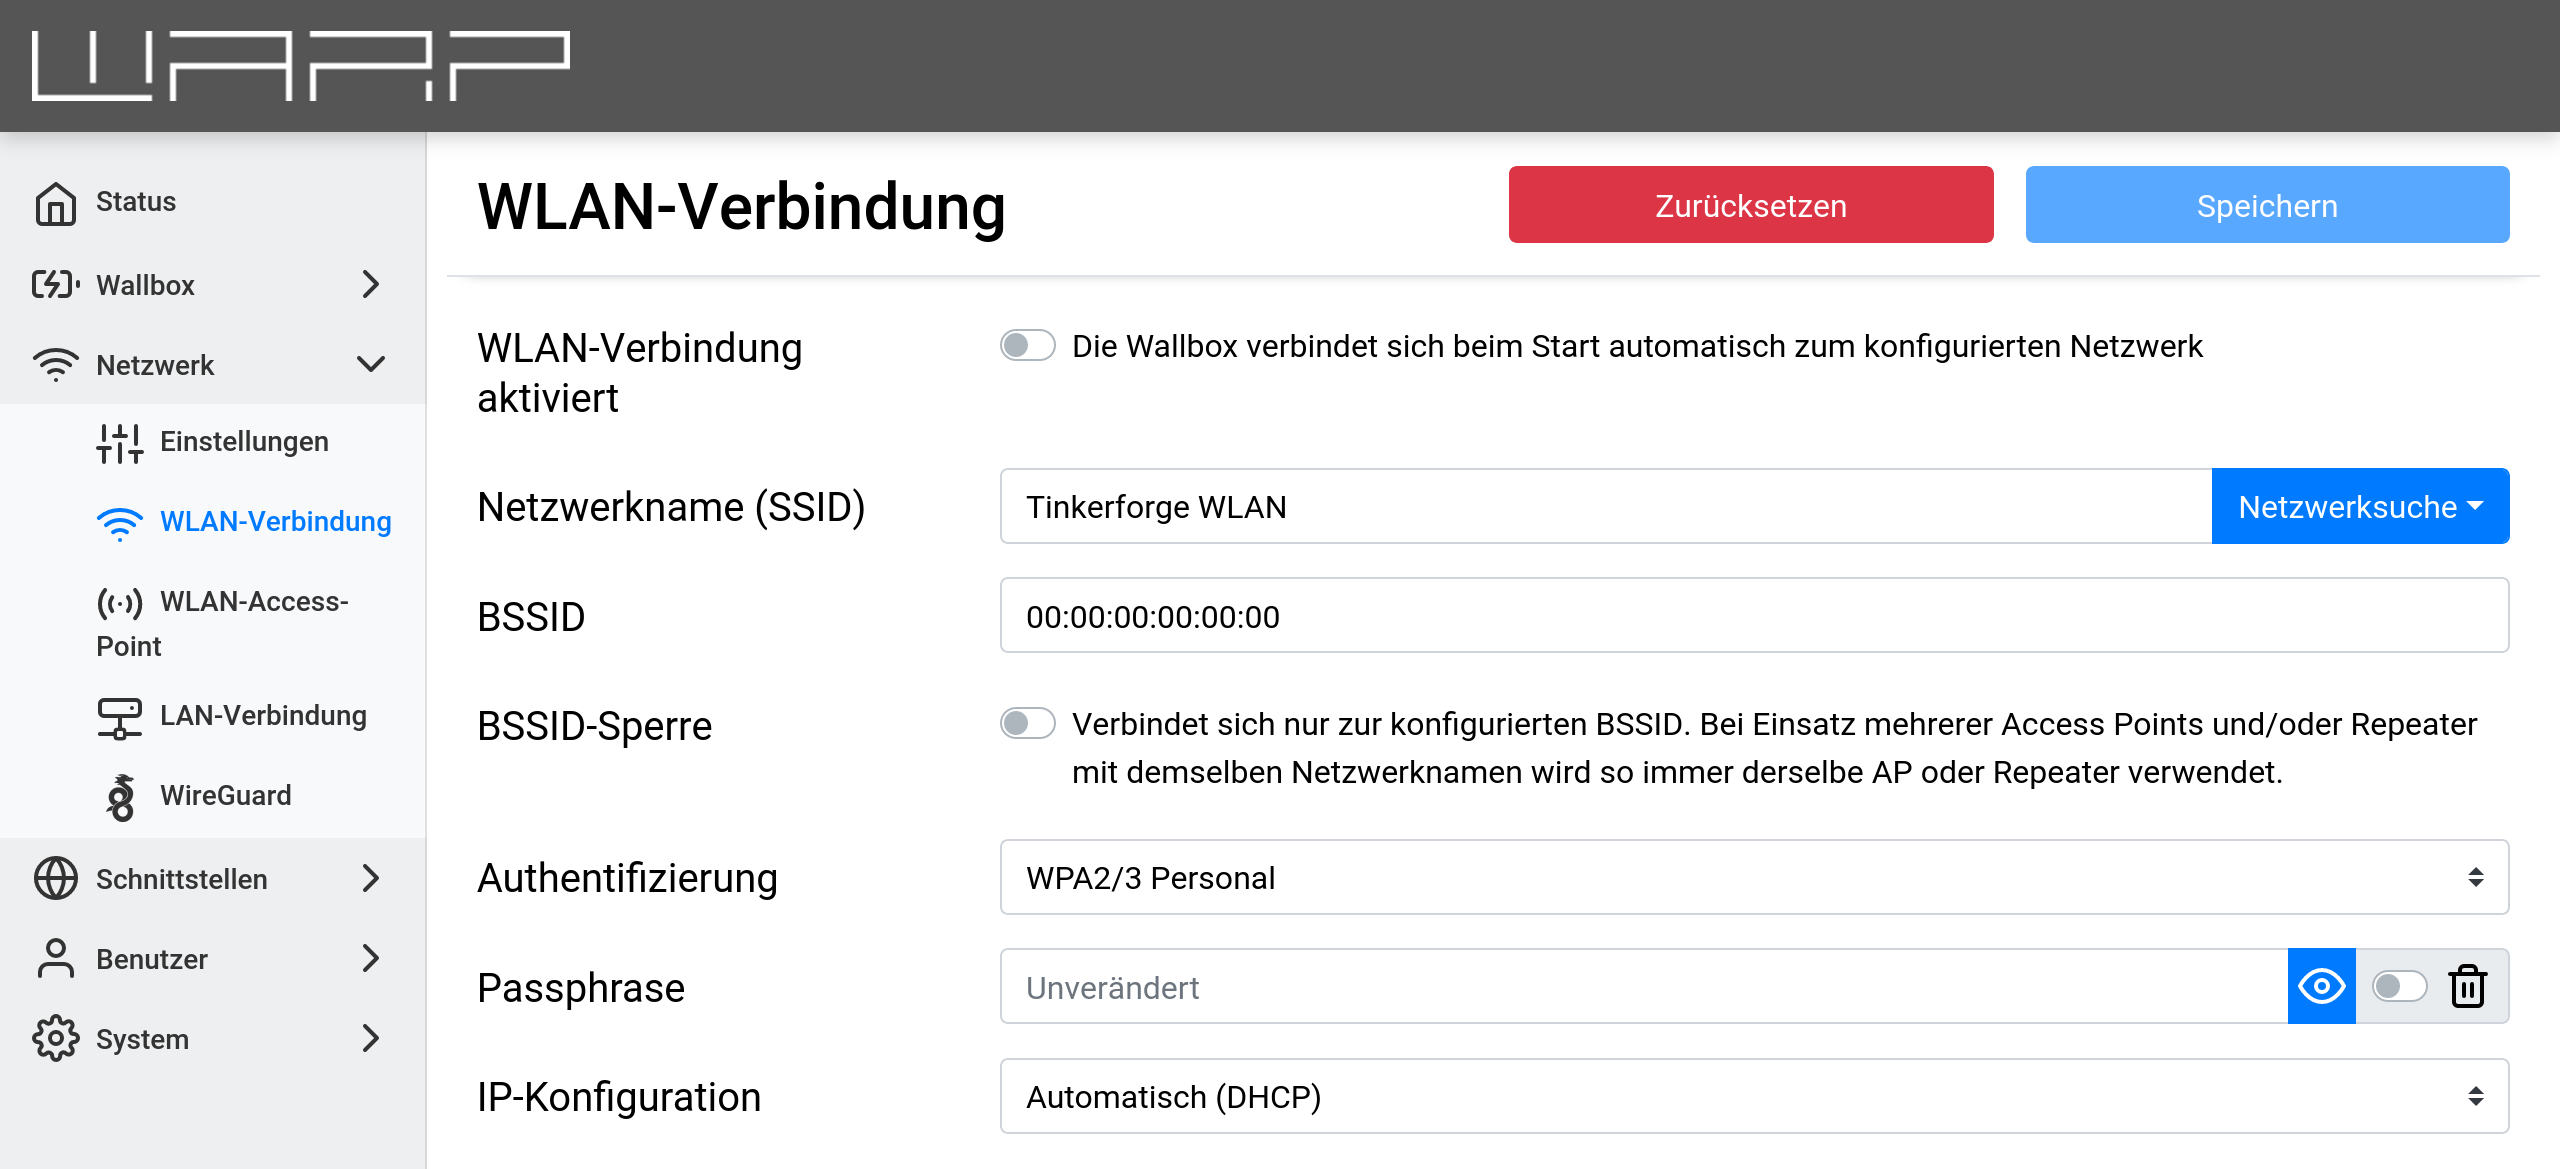 WARP
Status
Wallbox
Netzwerk
Einstellungen
WLAN-Verbindung
WLAN-Access-
Point
LAN-Verbindung
WireGuard
Schnittstellen
Benutzer
System
WLAN-Verbindung
Zurücksetzen
Speichern
WLAN-Verbindung
aktiviert
Die Wallbox verbindet sich beim Start automatisch zum konfigurierten Netzwerk
Netzwerkname (SSID)
Tinkerforge WLAN
Netzwerksuche
BSSID
00:00:00:00:00:00
BSSID-Sperre
Verbindet sich nur zur konfigurierten BSSID. Bei Einsatz mehrerer Access Points und/oder Repeater
mit demselben Netzwerknamen wird so immer derselbe AP oder Repeater verwendet.
Authentifizierung
WPA2/3 Personal
Passphrase
Unverändert
IP-Konfiguration
Automatisch (DHCP)